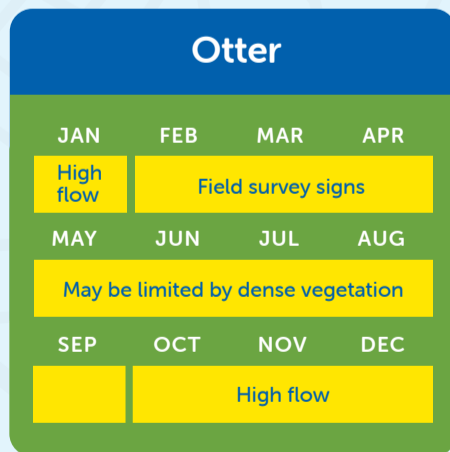 Otter
JAN FEB MAR APR
High
flow
Field survey signs
MAY JUN JUL AUG
May be limited by dense vegetation
SEP OCT NOV DEC
High flow